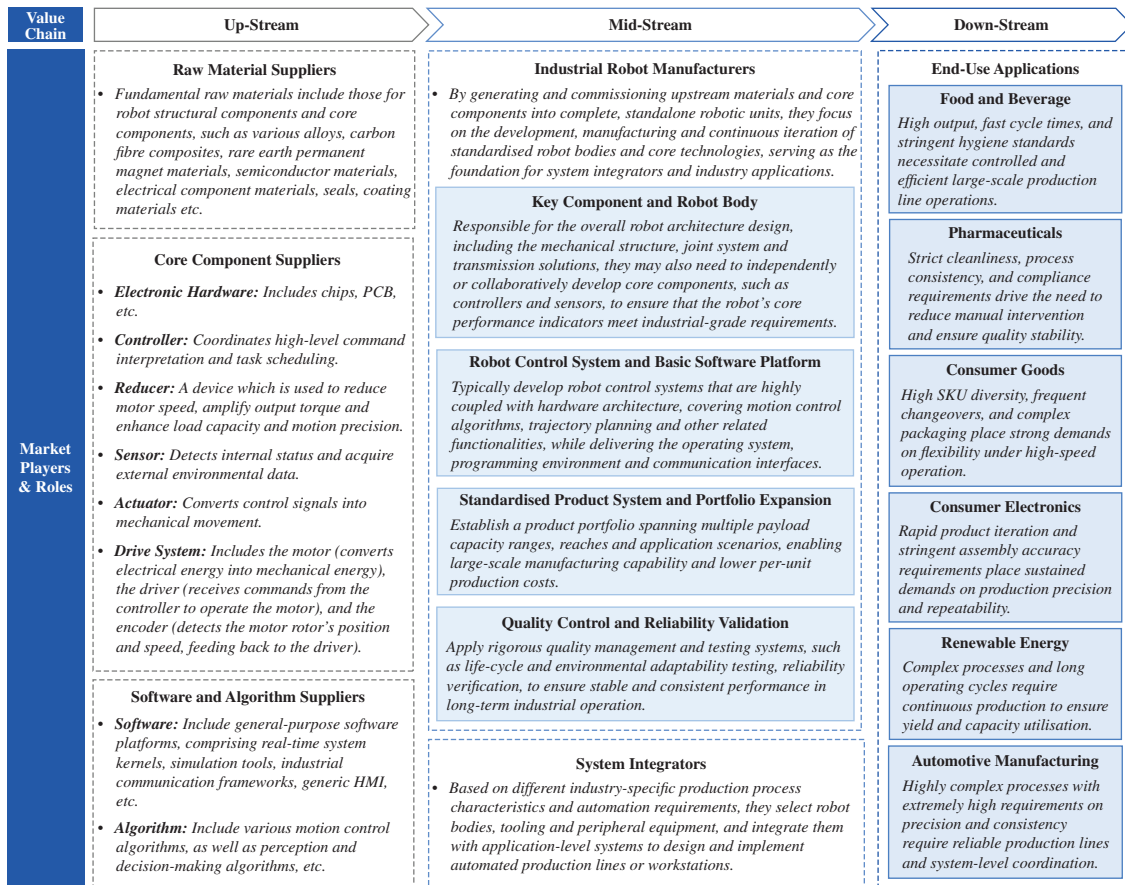 Value
Chain
Up-Stream
Mid-Stream
Down-Stream
Market
Players
& Roles
Raw Material Suppliers
• Fundamental raw materials include those for
robot structural components and core
components, such as various alloys, carbon
fibre composites, rare earth permanent
magnet materials, semiconductor materials,
electrical component materials, seals, coating
materials etc.
Core Component Suppliers
• Electronic Hardware: Includes chips, PCB,
etc.
• Controller: Coordinates high-level command
interpretation and task scheduling.
• Reducer: A device which is used to reduce
motor speed, amplify output torque and
enhance load capacity and motion precision.
• Sensor: Detects internal status and acquire
external environmental data.
• Actuator: Converts control signals into
mechanical movement.
• Drive System: Includes the motor (converts
electrical energy into mechanical energy),
the driver (receives commands from the
controller to operate the motor), and the
encoder (detects the motor rotor's position
and speed, feeding back to the driver).
Software and Algorithm Suppliers
• Software: Include general-purpose software
platforms, comprising real-time system
kernels, simulation tools, industrial
communication frameworks, generic HMI,
etc.
• Algorithm: Include various motion control
algorithms, as well as perception and
decision-making algorithms, etc.
Industrial Robot Manufacturers
• By generating and commissioning upstream materials and core
components into complete, standalone robotic units, they focus
on the development, manufacturing and continuous iteration of
standardised robot bodies and core technologies, serving as the
foundation for system integrators and industry applications.
Key Component and Robot Body
Responsible for the overall robot architecture design,
including the mechanical structure, joint system and
transmission solutions, they may also need to independently
or collaboratively develop core components, such as
controllers and sensors, to ensure that the robot's core
performance indicators meet industrial-grade requirements.
Robot Control System and Basic Software Platform
Typically develop robot control systems that are highly
coupled with hardware architecture, covering motion control
algorithms, trajectory planning and other related
functionalities, while delivering the operating system,
programming environment and communication interfaces.
Standardised Product System and Portfolio Expansion
Establish a product portfolio spanning multiple payload
capacity ranges, reaches and application scenarios, enabling
large-scale manufacturing capability and lower per-unit
production costs.
Quality Control and Reliability Validation
Apply rigorous quality management and testing systems, such
as life-cycle and environmental adaptability testing, reliability
verification, to ensure stable and consistent performance in
long-term industrial operation.
System Integrators
• Based on different industry-specific production process
characteristics and automation requirements, they select robot
bodies, tooling and peripheral equipment, and integrate them
with application-level systems to design and implement
automated production lines or workstations.
End-Use Applications
Food and Beverage
High output, fast cycle times, and
stringent hygiene standards
necessitate controlled and
efficient large-scale production
line operations.
Pharmaceuticals
Strict cleanliness, process
consistency, and compliance
requirements drive the need to
reduce manual intervention
and ensure quality stability.
Consumer Goods
High SKU diversity, frequent
changeovers, and complex
packaging place strong demands
on flexibility under high-speed
operation.
Consumer Electronics
Rapid product iteration and
stringent assembly accuracy
requirements place sustained
demands on production precision
and repeatability.
Renewable Energy
Complex processes and long
operating cycles require
continuous production to ensure
yield and capacity utilisation.
Automotive Manufacturing
Highly complex processes with
extremely high requirements on
precision and consistency
require reliable production lines
and system-level coordination.